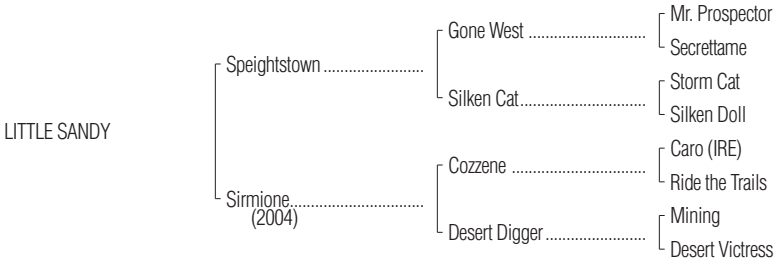 Mr. Prospector
Gone West ..........................
Secrettame
Speightstown ......................
Storm Cat
Silken Cat............................
Silken Doll
LITTLE SANDY
Caro (IRE)
Cozzene .............................
Ride the Trails
Sirmione.............................
(2004)
Mining
Desert Digger ......................
Desert Victress